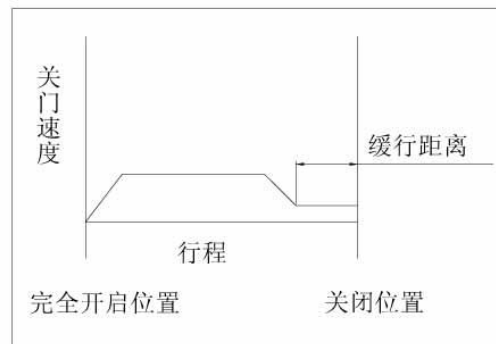 关门速度
缓行距离
行程
完全开启位置
关闭位置